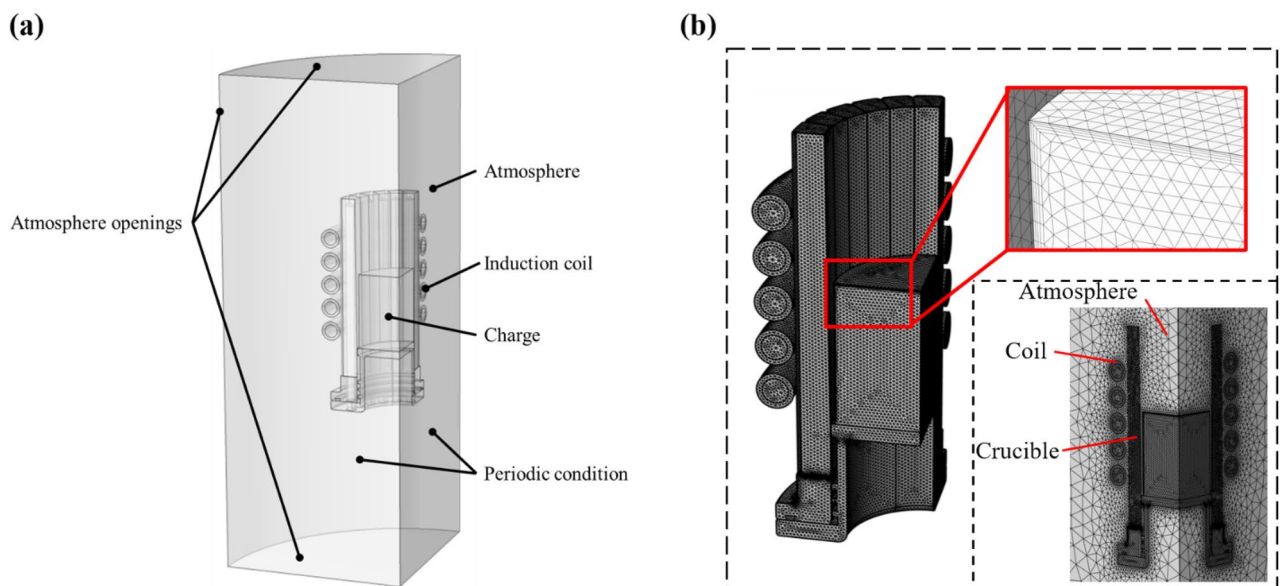 (a)
Atmosphere openings
Atmosphere
Induction coil
Charge
Periodic condition
(b)
Atmosphere
Coil
Crucible